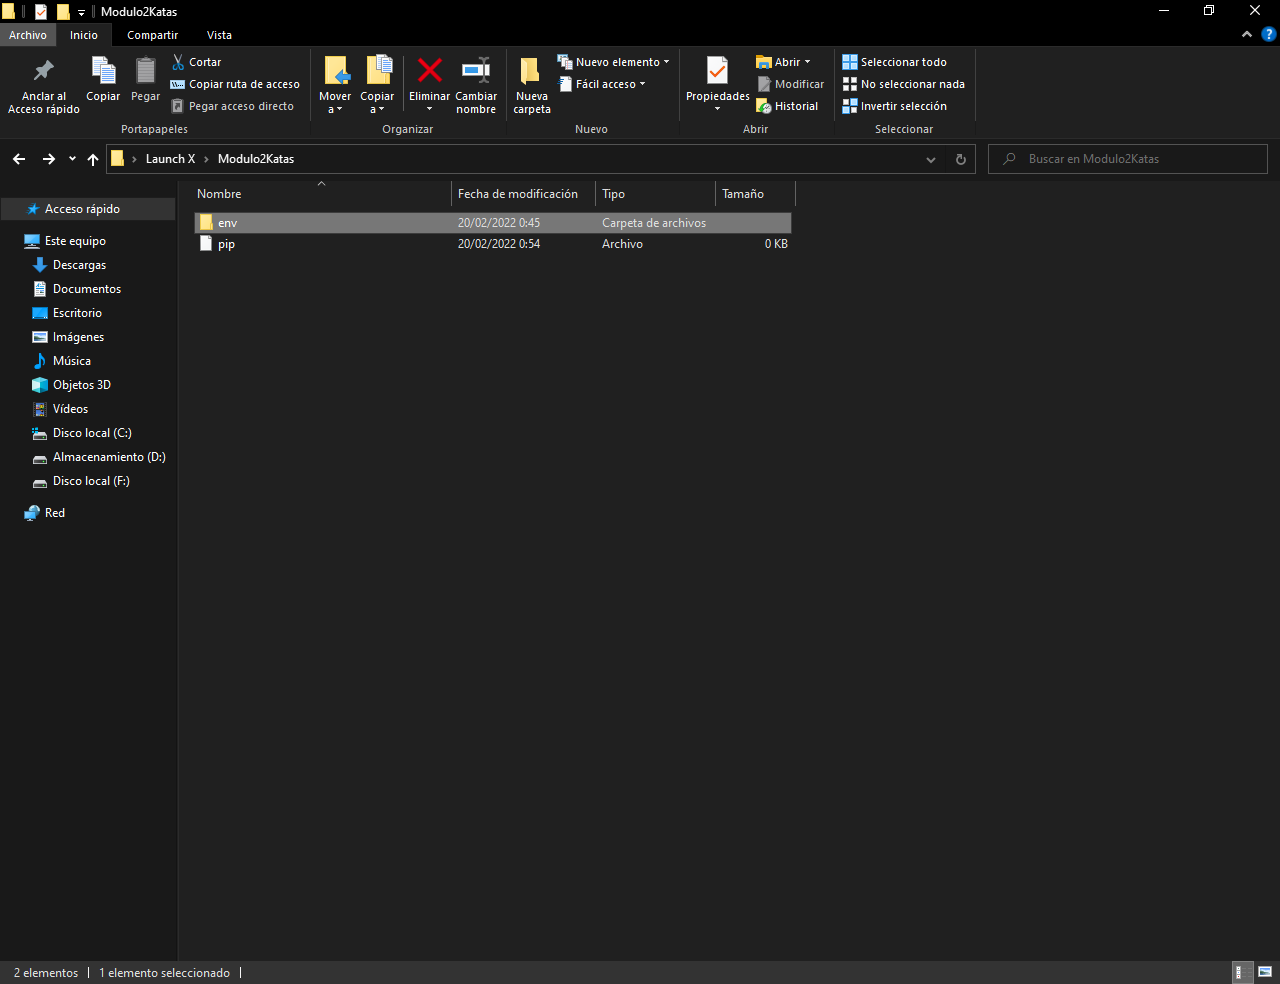 Modulo2Katas
Archivo Inicio Compartir Vista
Anclar al
Acceso rápido
Copiar
Pegar
Cortar
Copiar ruta de acceso
Pegar acceso directo
Portapapeles
Mover
a
Copiar
a
Eliminar
Cambiar
nombre
Organizar
Nueva
carpeta
Nuevo elemento
Fácil acceso
Nuevo
Propiedades
Abrir
Modificar
Historial
Abrir
Seleccionar todo
No seleccionar nada
Invertir selección
Seleccionar
Launch X > Modulo2Katas
Buscar en Modulo2Katas
Acceso rápido
Este equipo
Descargas
Documentos
Escritorio
Imágenes
Música
Objetos 3D
Vídeos
Disco local (C:)
Almacenamiento (D:)
Disco local (F:)
Red
Nombre Fecha de modificación Tipo Tamaño
env 20/02/2022 0:45 Carpeta de archivos
pip 20/02/2022 0:54 Archivo 0 KB
2 elementos 1 elemento seleccionado